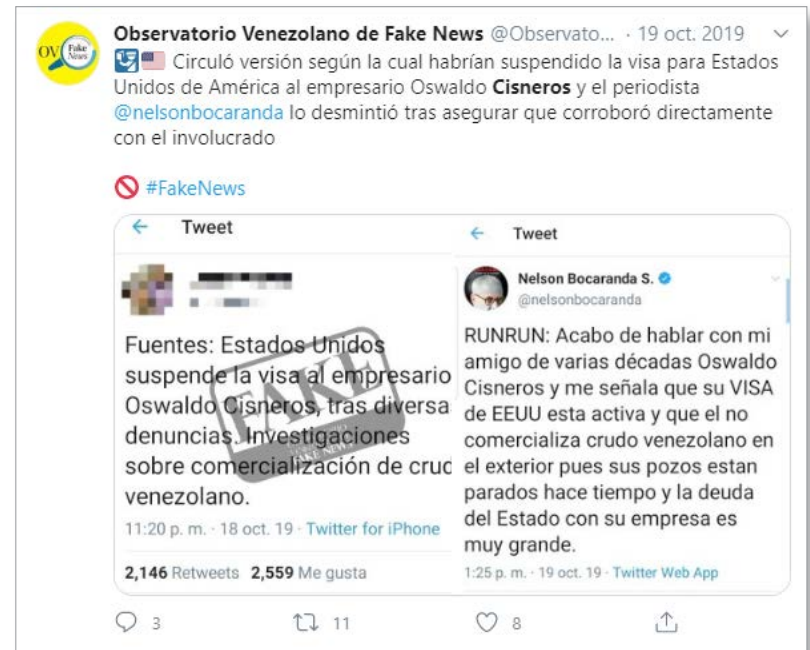 OV Fake News
Observatorio Venezolano de Fake News @Observato... · 19 oct. 2019
Circuló versión según la cual habrían suspendido la visa para Estados
Unidos de América al empresario Oswaldo Cisneros y el periodista
@nelsonbocaranda lo desmintió tras asegurar que corroboró directamente
con el involucrado
#FakeNews
Tweet
Fuentes: Estados Unidos
suspende la visa al empresario
Oswaldo Cisneros, tras diversa
denuncias. Investigaciones
sobre comercialización de crud
venezolano.
FAKE
FAKE NEWS
11:20 p. m. · 18 oct. 19 · Twitter for iPhone
2,146 Retweets 2,559 Me gusta
Tweet
Nelson Bocaranda S.
@nelsonbocaranda
RUNRUN: Acabo de hablar con mi
amigo de varias décadas Oswaldo
Cisneros y me señala que su VISA
de EEUU esta activa y que el no
comercializa crudo venezolano en
el exterior pues sus pozos estan
parados hace tiempo y la deuda
del Estado con su empresa es
muy grande.
1:25 p. m. · 19 oct. 19 · Twitter Web App
3 11 8